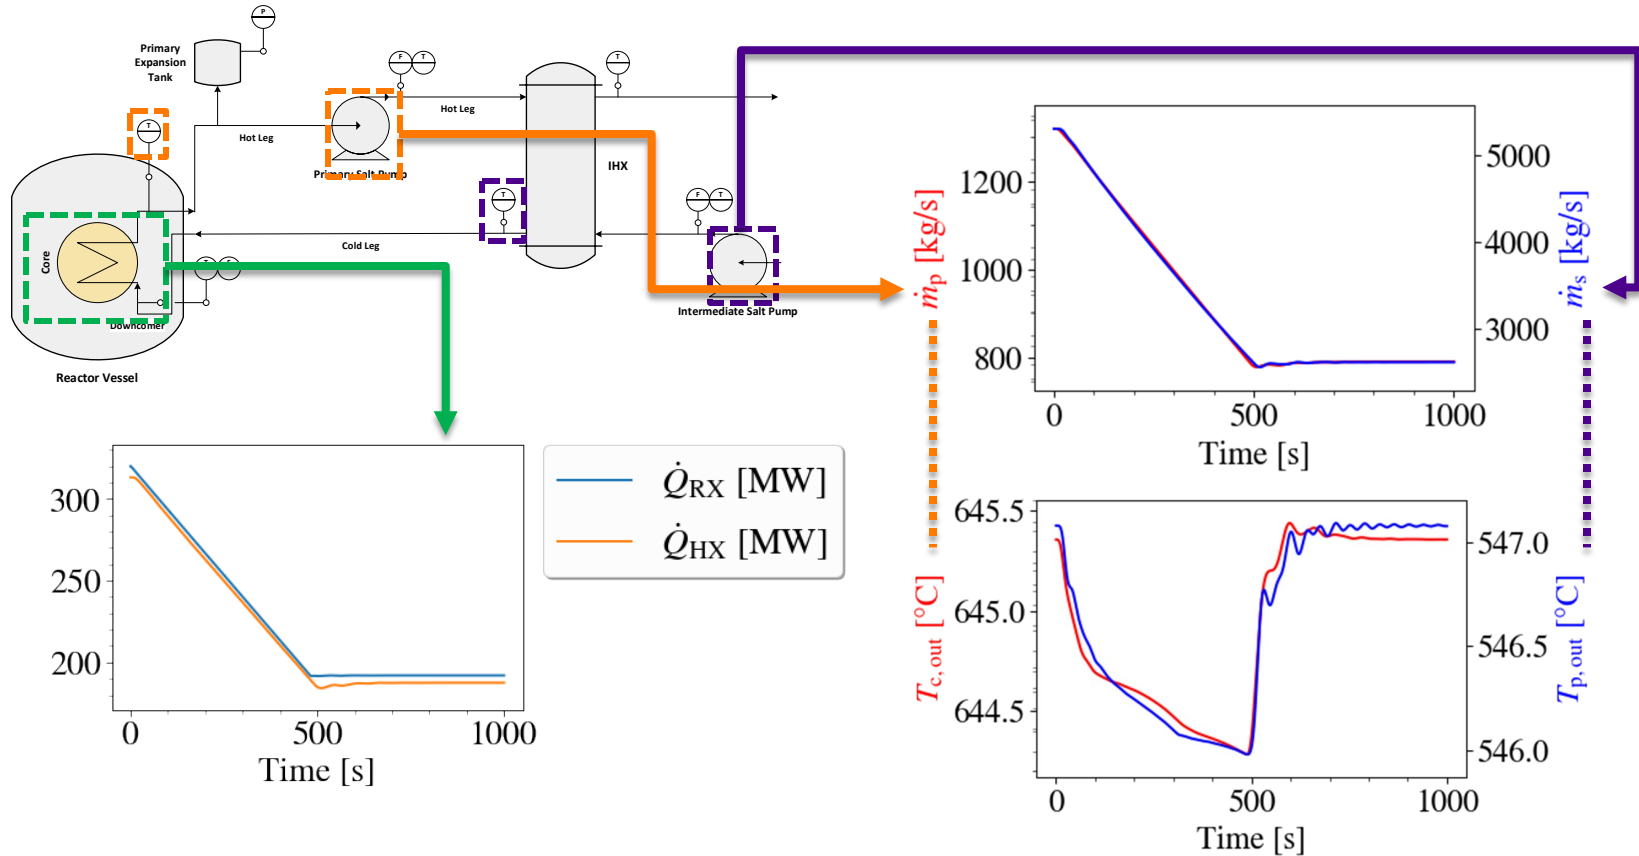 P
Primary
Expansion
Tank
F T
T
T
Hot Leg
Hot Leg
Primary Salt Pump
IHX
T
F T
Cold Leg
Core
T F
Downcomer
Intermediate Salt Pump
Reactor Vessel
ṁp [kg/s]
1200
1000
800
5000
4000
3000
ṁs [kg/s]
0 500 1000
Time [s]
300
250
200
0 500 1000
Time [s]
Q̇RX [MW]
Q̇HX [MW]
Tc,out [°C]
645.5
645.0
644.5
547.0
546.5
546.0
Tp,out [°C]
0 500 1000
Time [s]